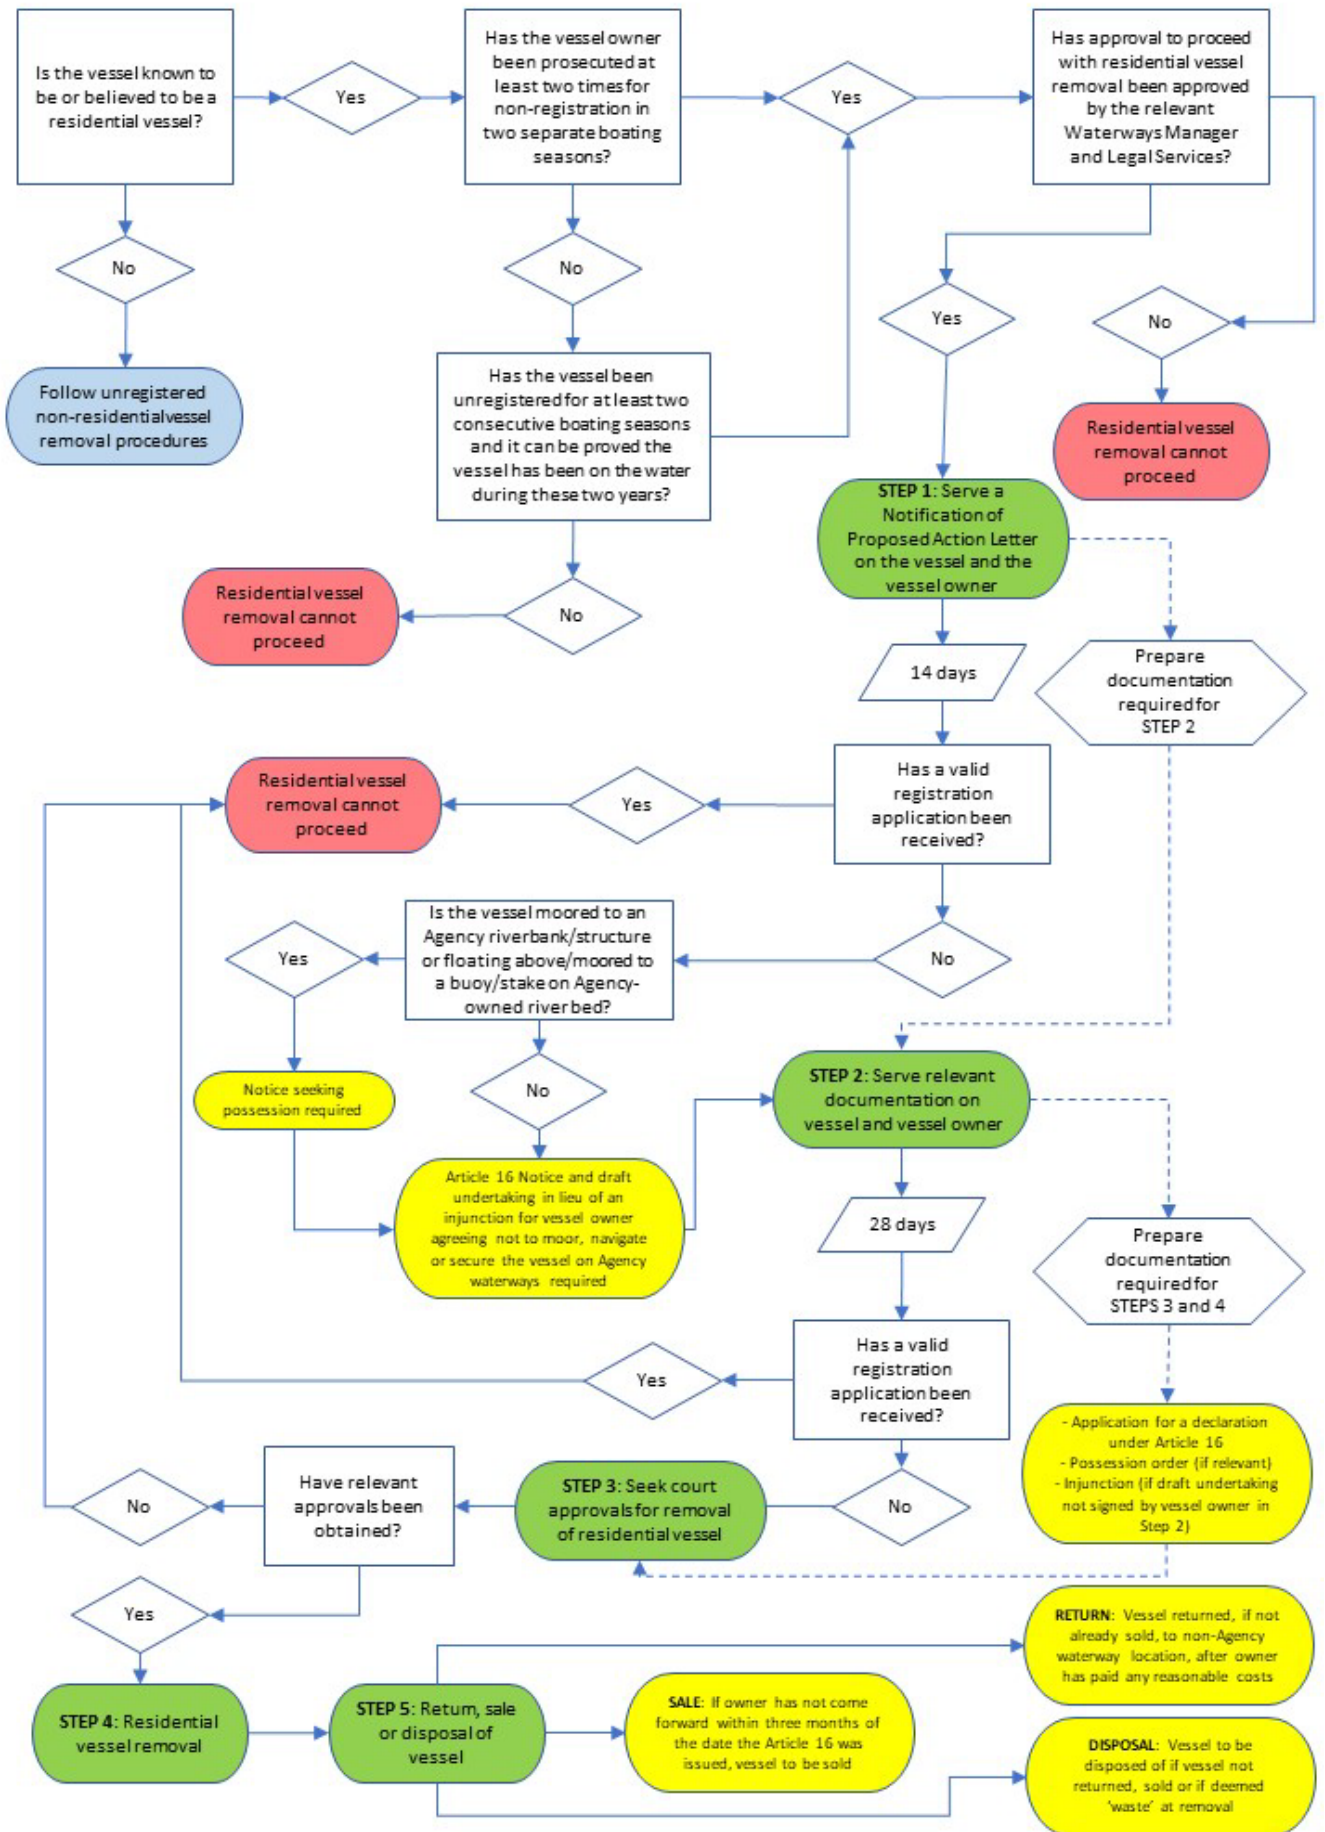 Is the vessel known to
be or believed to be a
residential vessel?
Yes
Has the vessel owner
been prosecuted at
least two times for
non-registration in
two separate boating
seasons?
Yes
Has approval to proceed
with residential vessel
removal been approved
by the relevant
Waterways Manager
and Legal Services?
No
No
Yes
No
Follow unregistered
non-residential vessel
removal procedures
Has the vessel been
unregistered for at least two
consecutive boating seasons
and it can be proved the
vessel has been on the water
during these two years?
Residential vessel
removal cannot
proceed
STEP 1: Serve a
Notification of
Proposed Action Letter
on the vessel and the
vessel owner
Residential vessel
removal cannot
proceed
No
14 days
Prepare
documentation
required for
STEP 2
Residential vessel
removal cannot
proceed
Yes
Has a valid
registration
application been
received?
Yes
Is the vessel moored to an
Agency riverbank/structure
or floating above/moored to
a buoy/stake on Agency-
owned river bed?
No
Notice seeking
possession required
No
STEP 2: Serve relevant
documentation on
vessel and vessel owner
Article 16 Notice and draft
undertaking in lieu of an
injunction for vessel owner
agreeing not to moor, navigate
or secure the vessel on Agency
waterways required
28 days
Prepare
documentation
required for
STEPS 3 and 4
Yes
Has a valid
registration
application been
received?
- Application for a declaration
under Article 16
- Possession order (if relevant)
- Injunction (if draft undertaking
not signed by vessel owner in
Step 2)
No
Have relevant
approvals been
obtained?
STEP 3: Seek court
approvals for removal
of residential vessel
No
Yes
RETURN: Vessel returned, if not
already sold, to non-Agency
waterway location, after owner
has paid any reasonable costs
STEP 4: Residential
vessel removal
STEP 5: Return, sale
or disposal of
vessel
SALE: If owner has not come
forward within three months of
the date the Article 16 was
issued, vessel to be sold
DISPOSAL: Vessel to be
disposed of if vessel not
returned, sold or if deemed
'waste' at removal